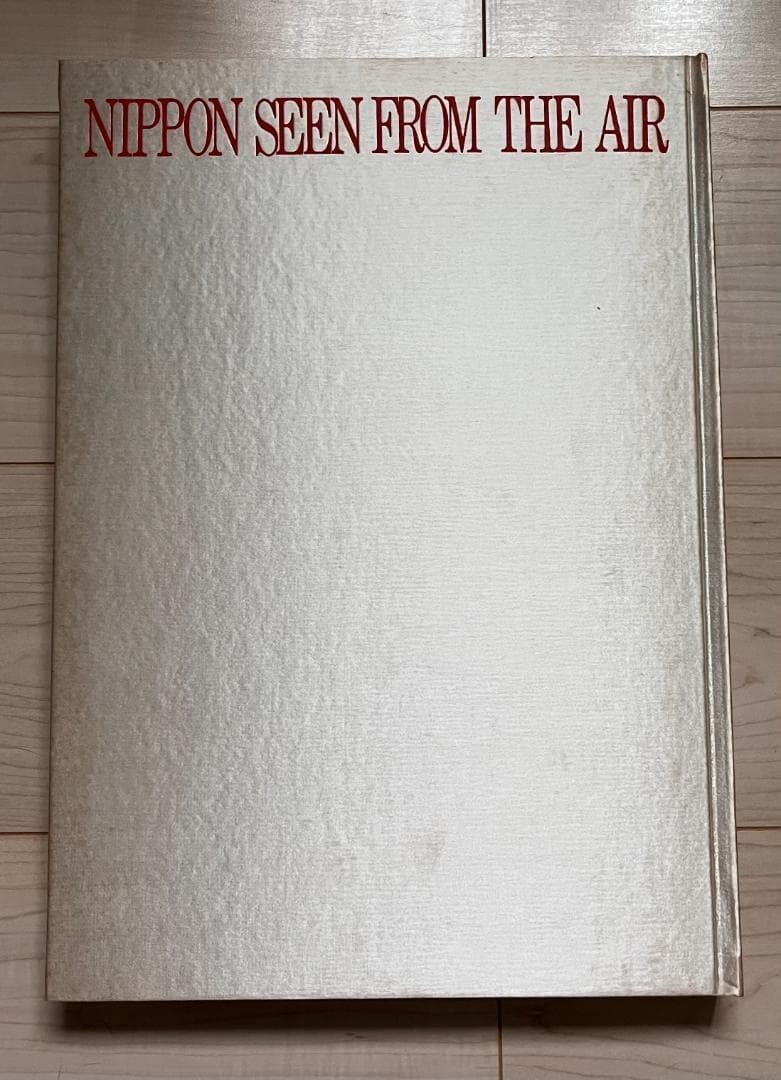 NIPPON SEEN FROM THE AIR